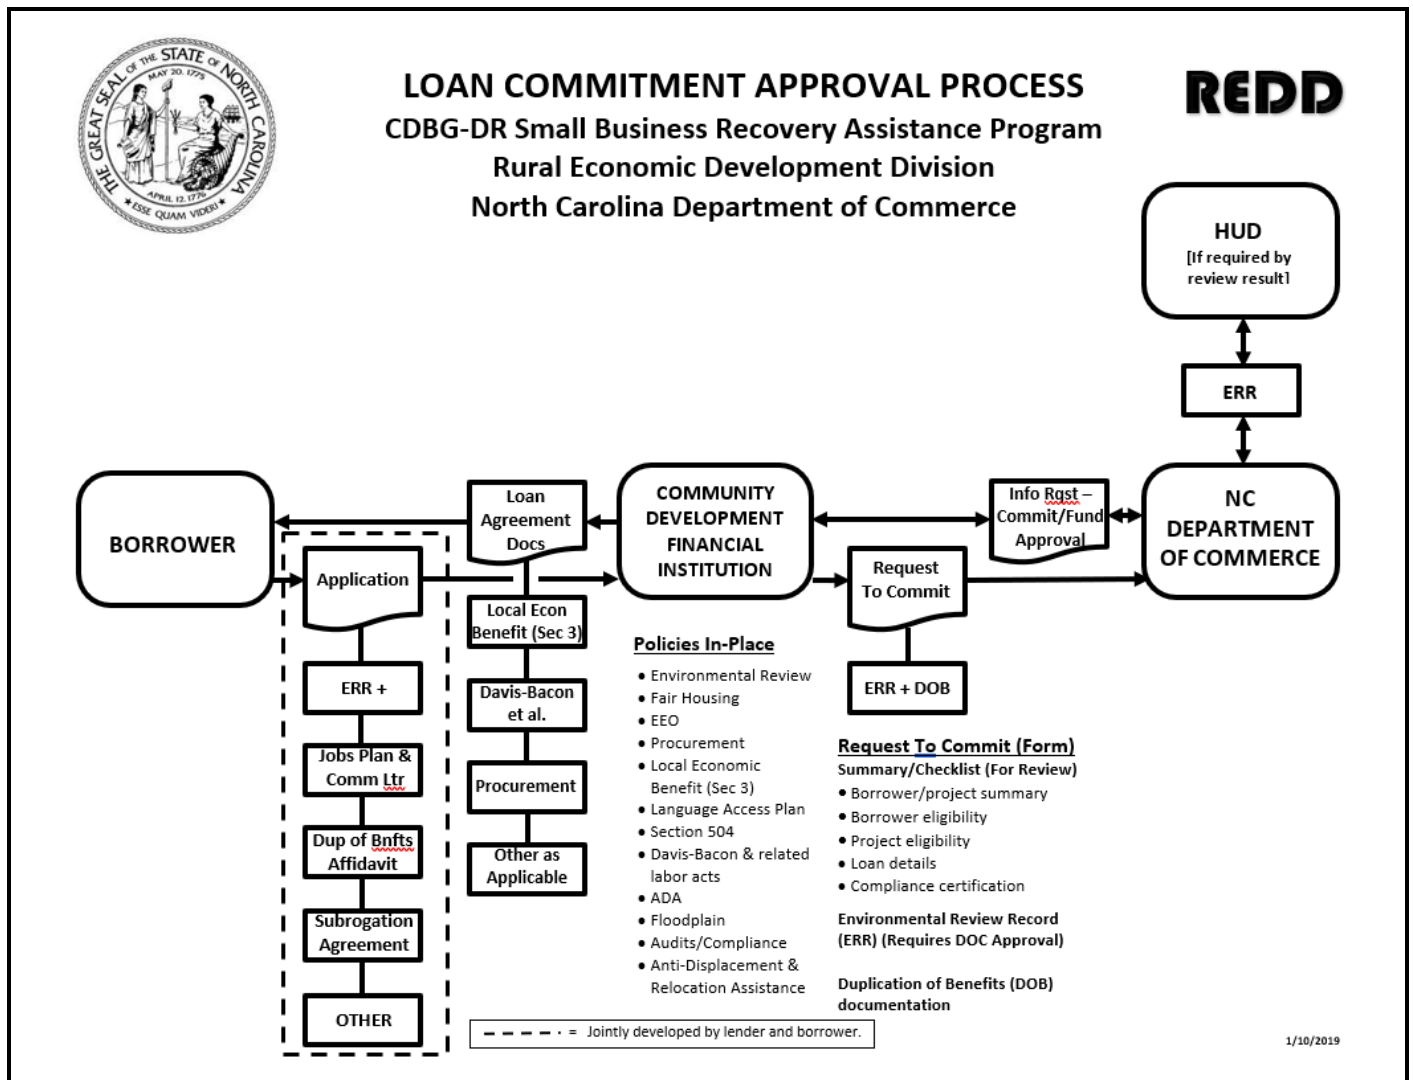 THE GREAT SEAL OF THE STATE OF NORTH CAROLINA
MAY 20, 1775
APRIL 12, 1776
ESSE QUAM VIDERI
LOAN COMMITMENT APPROVAL PROCESS
CDBG-DR Small Business Recovery Assistance Program
Rural Economic Development Division
North Carolina Department of Commerce
REDD
HUD
[If required by
review result]
ERR
BORROWER
Loan
Agreement
Docs
COMMUNITY
DEVELOPMENT
FINANCIAL
INSTITUTION
Info Rqst –
Commit/Fund
Approval
NC
DEPARTMENT
OF COMMERCE
Application
ERR +
Jobs Plan &
Comm Ltr
Dup of Bnfts
Affidavit
Subrogation
Agreement
OTHER
Local Econ
Benefit (Sec 3)
Davis-Bacon
et al.
Procurement
Other as
Applicable
Policies In-Place
• Environmental Review
• Fair Housing
• EEO
• Procurement
• Local Economic
Benefit (Sec 3)
• Language Access Plan
• Section 504
• Davis-Bacon & related
labor acts
• ADA
• Floodplain
• Audits/Compliance
• Anti-Displacement &
Relocation Assistance
Request
To Commit
ERR + DOB
Request To Commit (Form)
Summary/Checklist (For Review)
• Borrower/project summary
• Borrower eligibility
• Project eligibility
• Loan details
• Compliance certification
Environmental Review Record
(ERR) (Requires DOC Approval)
Duplication of Benefits (DOB)
documentation
= Jointly developed by lender and borrower.
1/10/2019